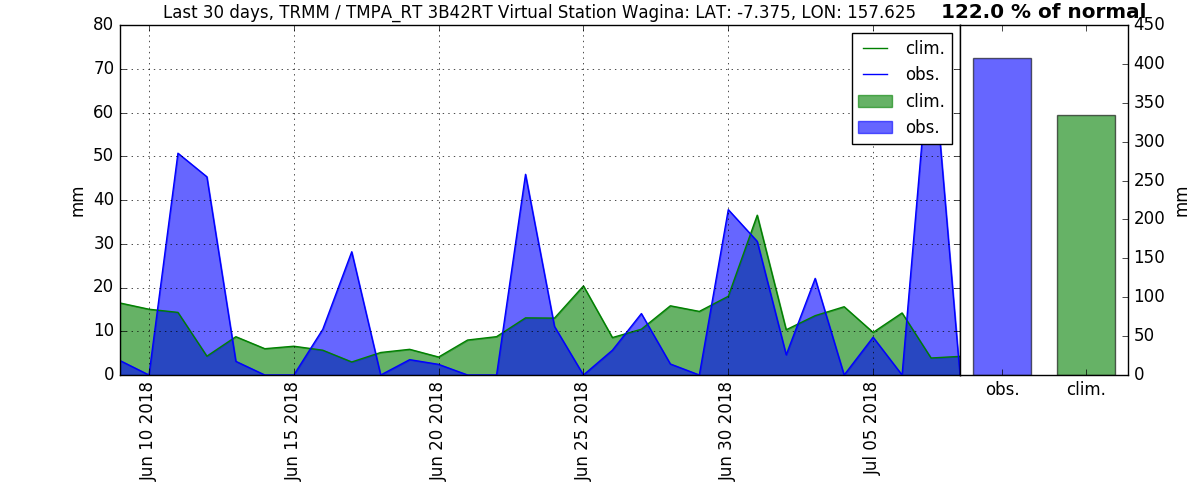 Last 30 days, TRMM / TMPA_RT 3B42RT Virtual Station Wagina: LAT: -7.375, LON: 157.625
122.0 % of normal
80
70
60
50
40
30
20
10
0
mm
clim.
obs.
clim.
obs.
450
400
350
300
250
200
150
100
50
0
mm
Jun 10 2018
Jun 15 2018
Jun 20 2018
Jun 25 2018
Jun 30 2018
Jul 05 2018
obs.
clim.